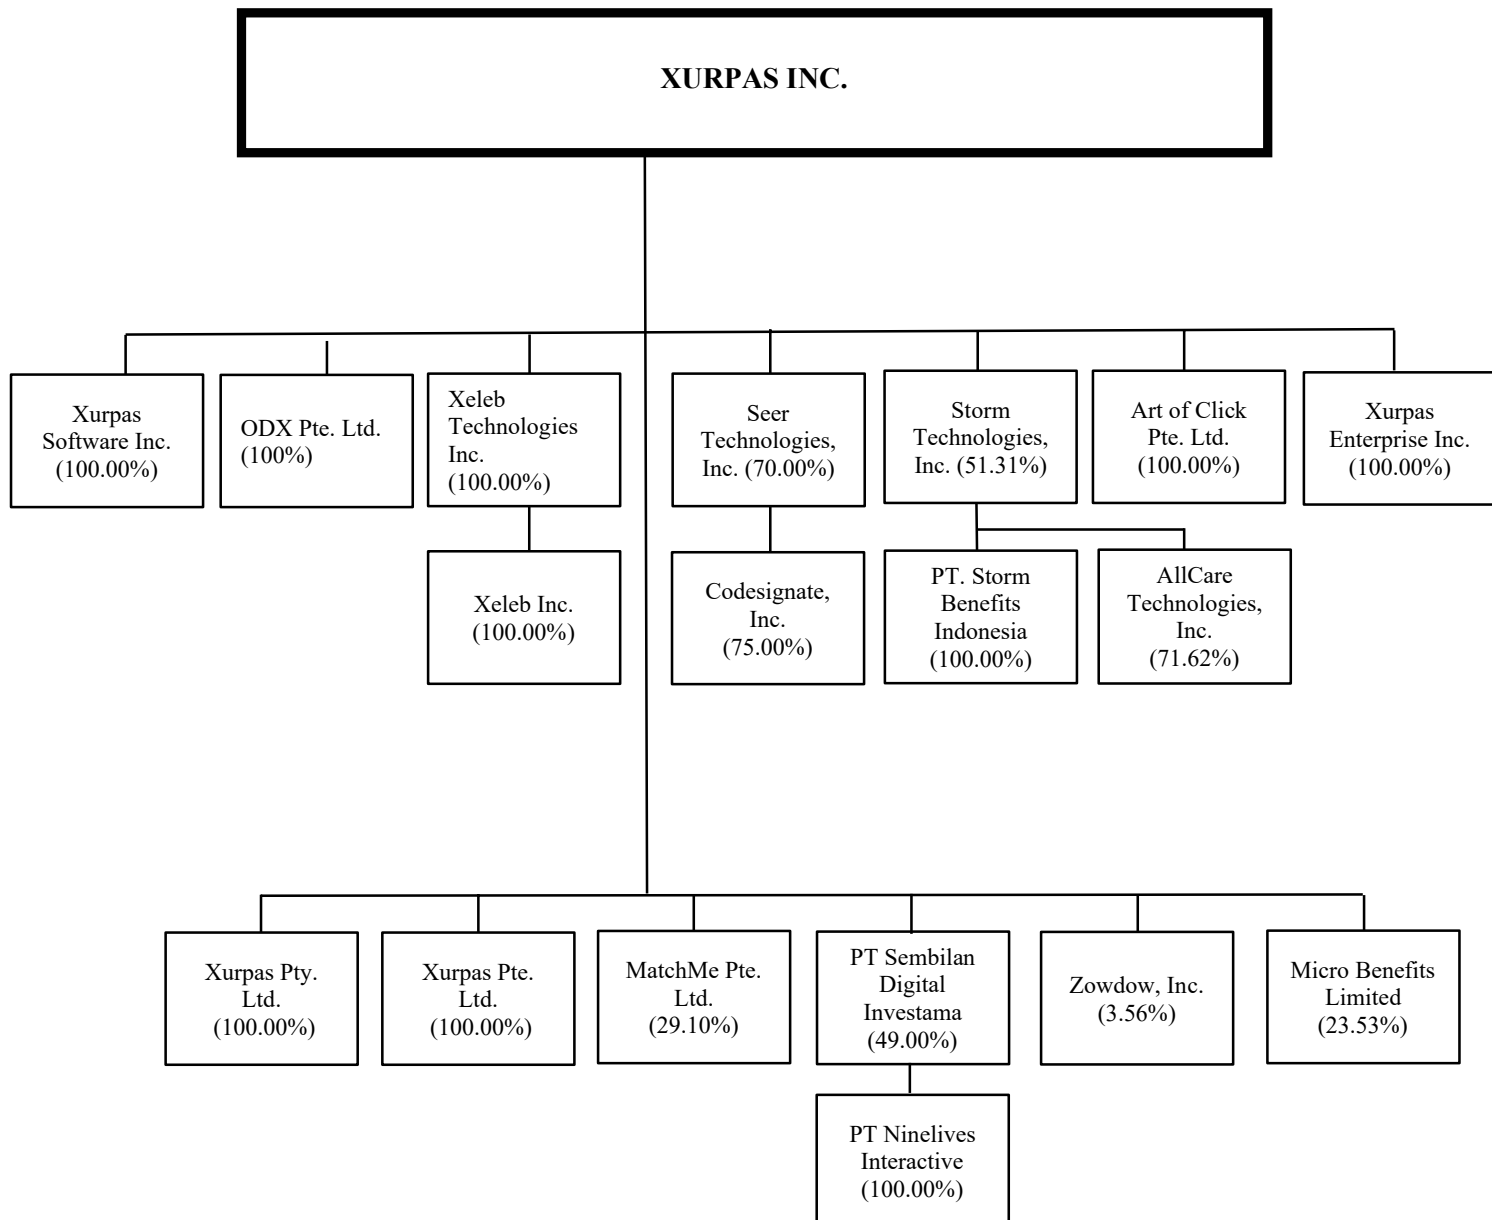 XURPAS INC.
Xurpas
Software Inc.
(100.00%)
ODX Pte. Ltd.
(100%)
Xeleb
Technologies
Inc.
(100.00%)
Seer
Technologies,
Inc. (70.00%)
Storm
Technologies,
Inc. (51.31%)
Art of Click
Pte. Ltd.
(100.00%)
Xurpas
Enterprise Inc.
(100.00%)
Xeleb Inc.
(100.00%)
Codesignate,
Inc.
(75.00%)
PT. Storm
Benefits
Indonesia
(100.00%)
AllCare
Technologies,
Inc.
(71.62%)
Xurpas Pty.
Ltd.
(100.00%)
Xurpas Pte.
Ltd.
(100.00%)
MatchMe Pte.
Ltd.
(29.10%)
PT Sembilan
Digital
Investama
(49.00%)
Zowdow, Inc.
(3.56%)
Micro Benefits
Limited
(23.53%)
PT Ninelives
Interactive
(100.00%)